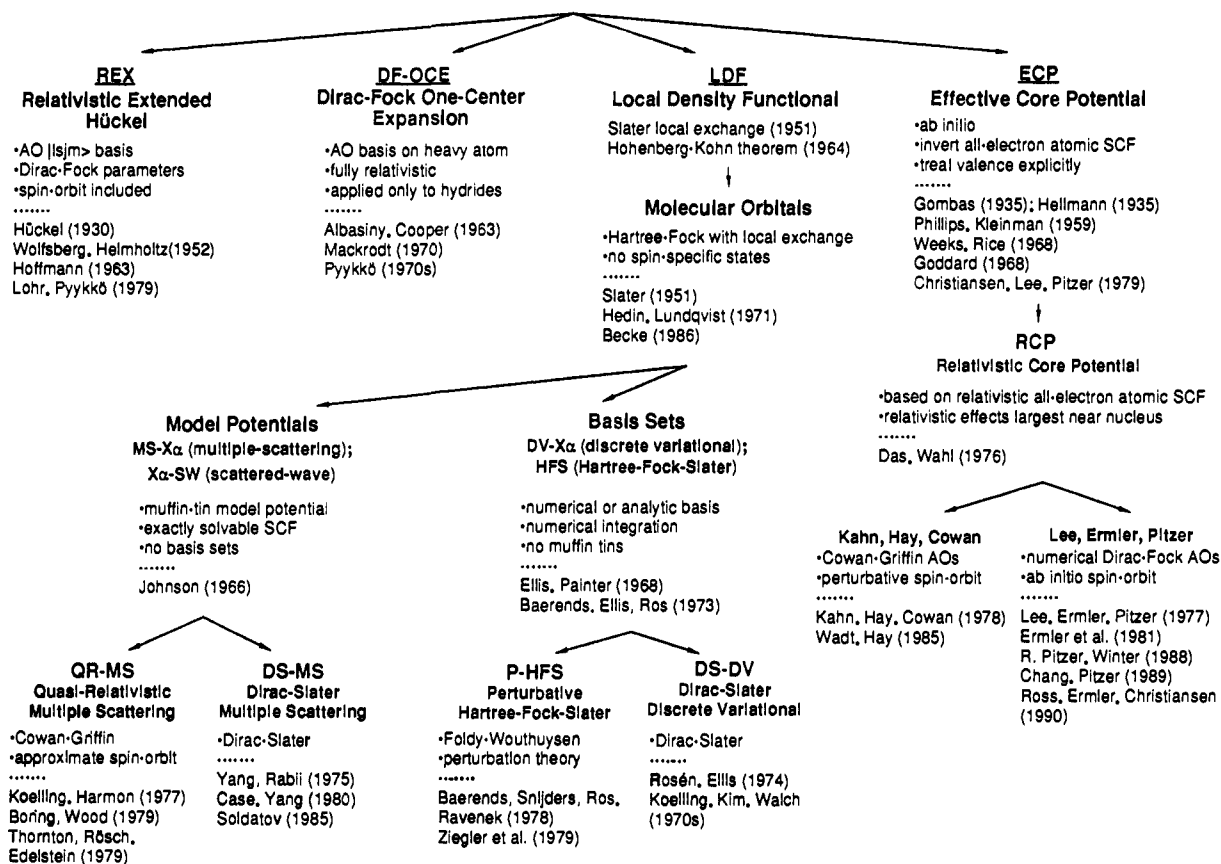 REX
Relativistic Extended
Hückel
•AO |lsjm> basis
•Dirac·Fock parameters
•spin·orbit included
.......
Hückel (1930)
Wolfsberg, Helmholtz(1952)
Hoffmann (1963)
Lohr, Pyykkö (1979)
DF-OCE
Dirac-Fock One-Center
Expansion
•AO basis on heavy atom
•fully relativistic
•applied only to hydrides
.......
Albasiny, Cooper (1963)
Mackrodt (1970)
Pyykkö (1970s)
LDF
Local Density Functional
Slater local exchange (1951)
Hohenberg·Kohn theorem (1964)
Molecular Orbitals
•Hartree·Fock with local exchange
•no spin·specific states
.......
Slater (1951)
Hedin, Lundqvist (1971)
Becke (1986)
ECP
Effective Core Potential
•ab inilio
•invert all·electron atomic SCF
•treal valence explicitly
.......
Gombas (1935); Hellmann (1935)
Phillips, Kleinman (1959)
Weeks, Rice (1968)
Goddard (1968)
Christiansen, Lee, Pitzer (1979)
RCP
Relativistic Core Potential
•based on relativistic all·electron atomic SCF
•relativistic effects largest near nucleus
.......
Das, Wahl (1976)
Model Potentials
MS-Xα (multiple-scattering);
Xα-SW (scattered-wave)
•muffin·tin model potential
•exactly solvable SCF
•no basis sets
.......
Johnson (1966)
Basis Sets
DV-Xα (discrete variational);
HFS (Hartree-Fock-Slater)
•numerical or analytic basis
•numerical integration
•no muffin tins
.......
Ellis, Painter (1968)
Baerends, Ellis, Ros (1973)
Kahn, Hay, Cowan
•Cowan·Griffin AOs
•perturbative spin·orbit
.......
Kahn, Hay, Cowan (1978)
Wadt, Hay (1985)
Lee, Ermler, Pitzer
•numerical Dirac·Fock AOs
•ab initio spin·orbit
.......
Lee, Ermler, Pitzer (1977)
Ermler et al. (1981)
R. Pitzer, Winter (1988)
Chang, Pitzer (1989)
Ross, Ermler, Christiansen
(1990)
QR-MS
Quasi-Relativistic
Multiple Scattering
•Cowan·Griffin
•approximate spin·orbit
.......
Koelling, Harmon (1977)
Boring, Wood (1979)
Thornton, Rösch,
Edelstein (1979)
DS-MS
Dirac-Slater
Multiple Scattering
•Dirac·Slater
.......
Yang, Rabii (1975)
Case, Yang (1980)
Soldatov (1985)
P-HFS
Perturbative
Hartree-Fock-Slater
•Foldy·Wouthuysen
•perturbation theory
.......
Baerends, Snijders, Ros,
Ravenek (1978)
Ziegler et al. (1979)
DS-DV
Dirac-Slater
Discrete Variational
•Dirac·Slater
.......
Rosén, Ellis (1974)
Koelling, Kim, Walch
(1970s)